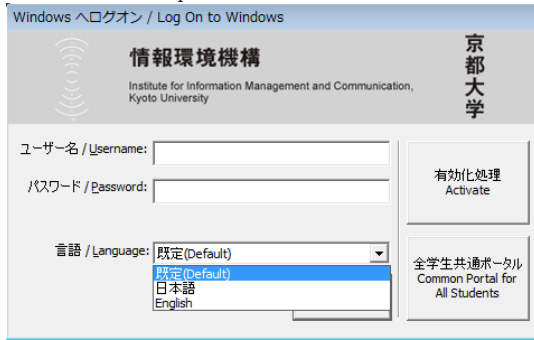 Windows へログオン / Log On to Windows
情報環境機構
Institute for Information Management and Communication,
Kyoto University
京都大学
ユーザー名 / Username:
パスワード / Password:
有効化処理
Activate
言語 / Language:
既定(Default)
既定(Default)
日本語
English
全学生共通ポータル
Common Portal for
All Students